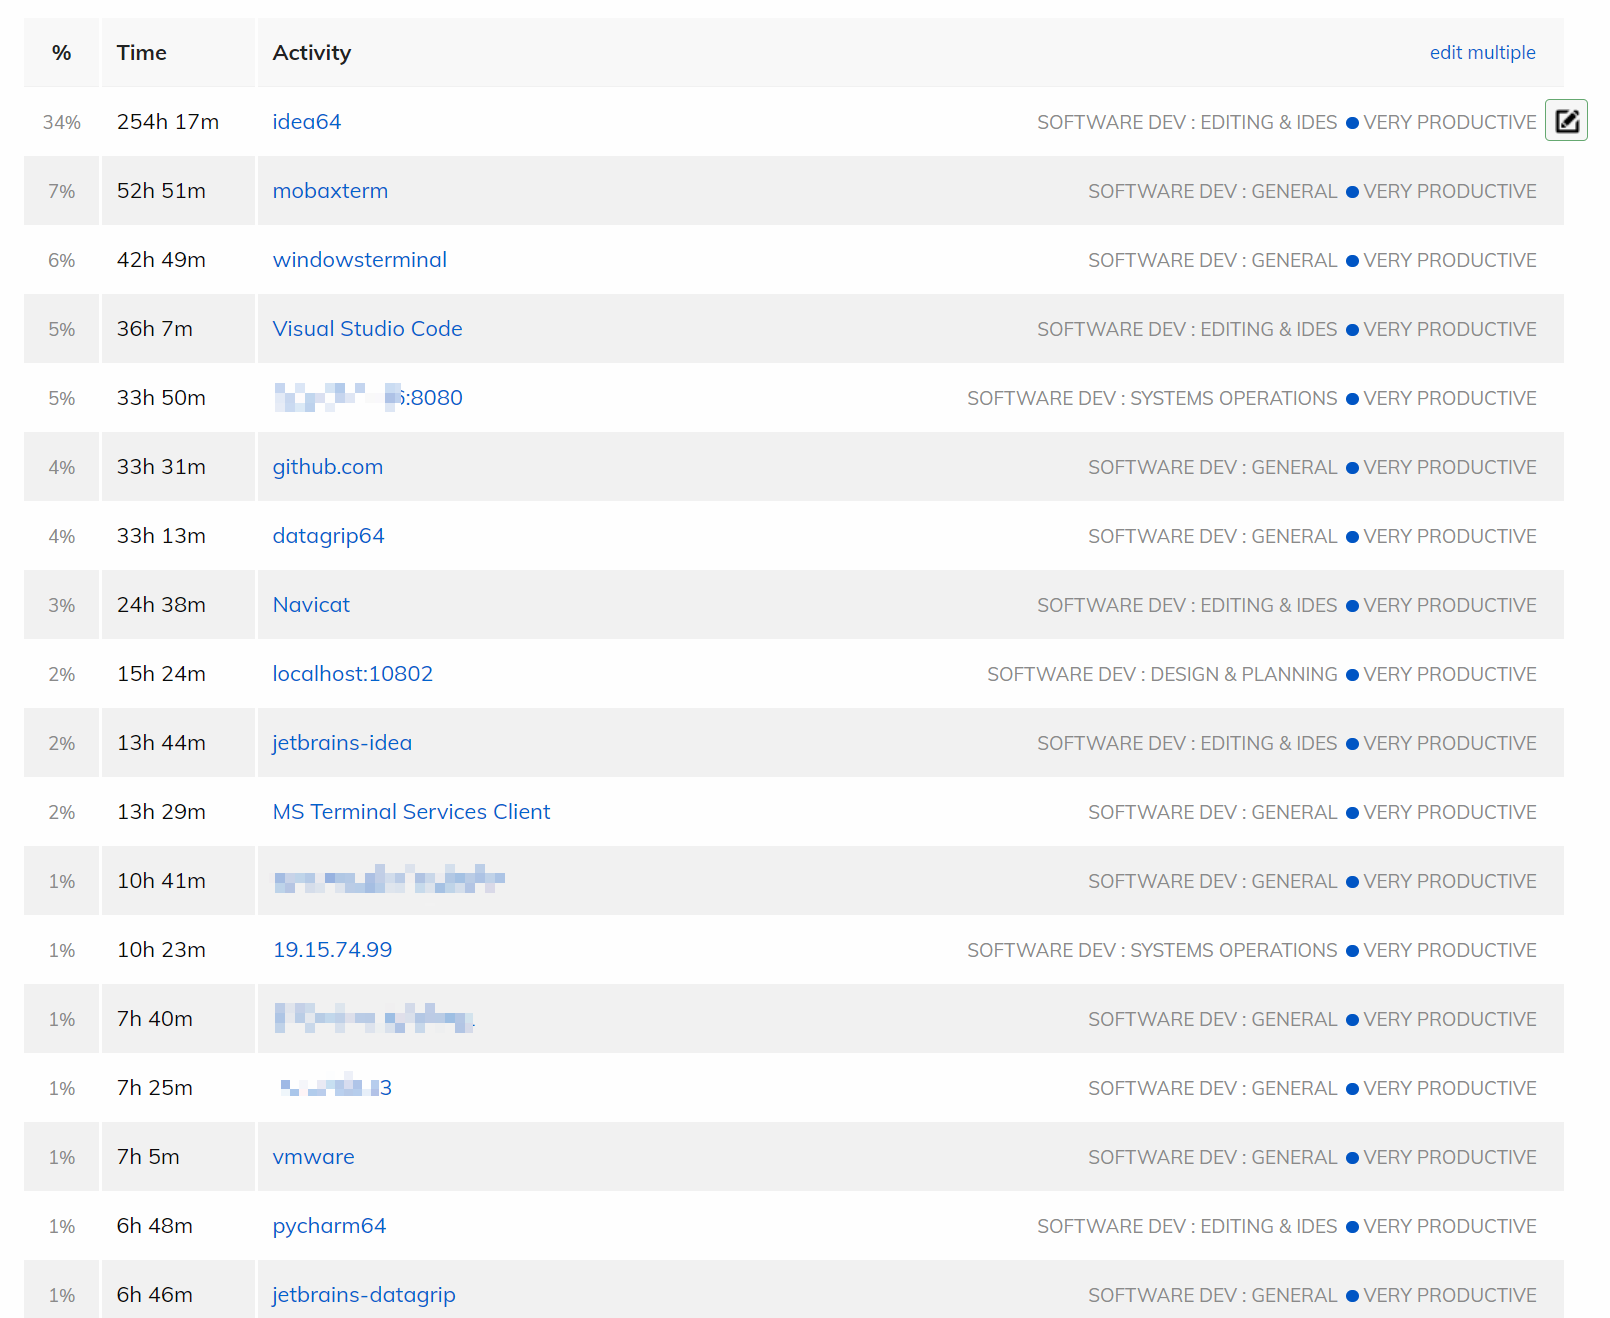 % Time Activity edit multiple
34% 254h 17m idea64 SOFTWARE DEV : EDITING & IDES VERY PRODUCTIVE
7% 52h 51m mobaxterm SOFTWARE DEV : GENERAL VERY PRODUCTIVE
6% 42h 49m windowsterminal SOFTWARE DEV : GENERAL VERY PRODUCTIVE
5% 36h 7m Visual Studio Code SOFTWARE DEV : EDITING & IDES VERY PRODUCTIVE
5% 33h 50m :8080 SOFTWARE DEV : SYSTEMS OPERATIONS VERY PRODUCTIVE
4% 33h 31m github.com SOFTWARE DEV : GENERAL VERY PRODUCTIVE
4% 33h 13m datagrip64 SOFTWARE DEV : GENERAL VERY PRODUCTIVE
3% 24h 38m Navicat SOFTWARE DEV : EDITING & IDES VERY PRODUCTIVE
2% 15h 24m localhost:10802 SOFTWARE DEV : DESIGN & PLANNING VERY PRODUCTIVE
2% 13h 44m jetbrains-idea SOFTWARE DEV : EDITING & IDES VERY PRODUCTIVE
2% 13h 29m MS Terminal Services Client SOFTWARE DEV : GENERAL VERY PRODUCTIVE
1% 10h 41m SOFTWARE DEV : GENERAL VERY PRODUCTIVE
1% 10h 23m 19.15.74.99 SOFTWARE DEV : SYSTEMS OPERATIONS VERY PRODUCTIVE
1% 7h 40m SOFTWARE DEV : GENERAL VERY PRODUCTIVE
1% 7h 25m 3 SOFTWARE DEV : GENERAL VERY PRODUCTIVE
1% 7h 5m vmware SOFTWARE DEV : GENERAL VERY PRODUCTIVE
1% 6h 48m pycharm64 SOFTWARE DEV : EDITING & IDES VERY PRODUCTIVE
1% 6h 46m jetbrains-datagrip SOFTWARE DEV : GENERAL VERY PRODUCTIVE